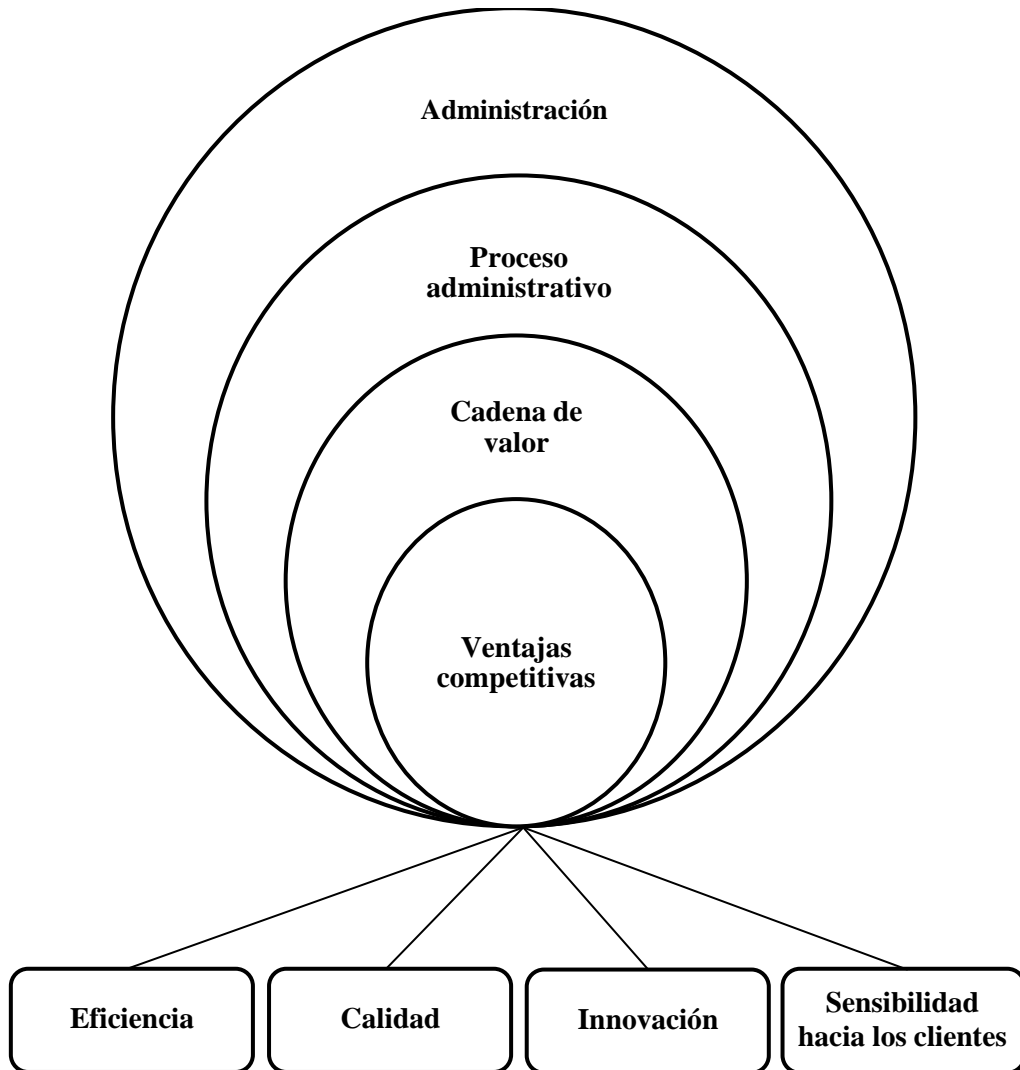 Administración
Proceso
administrativo
Cadena de
valor
Ventajas
competitivas
Eficiencia
Calidad
Innovación
Sensibilidad
hacia los clientes